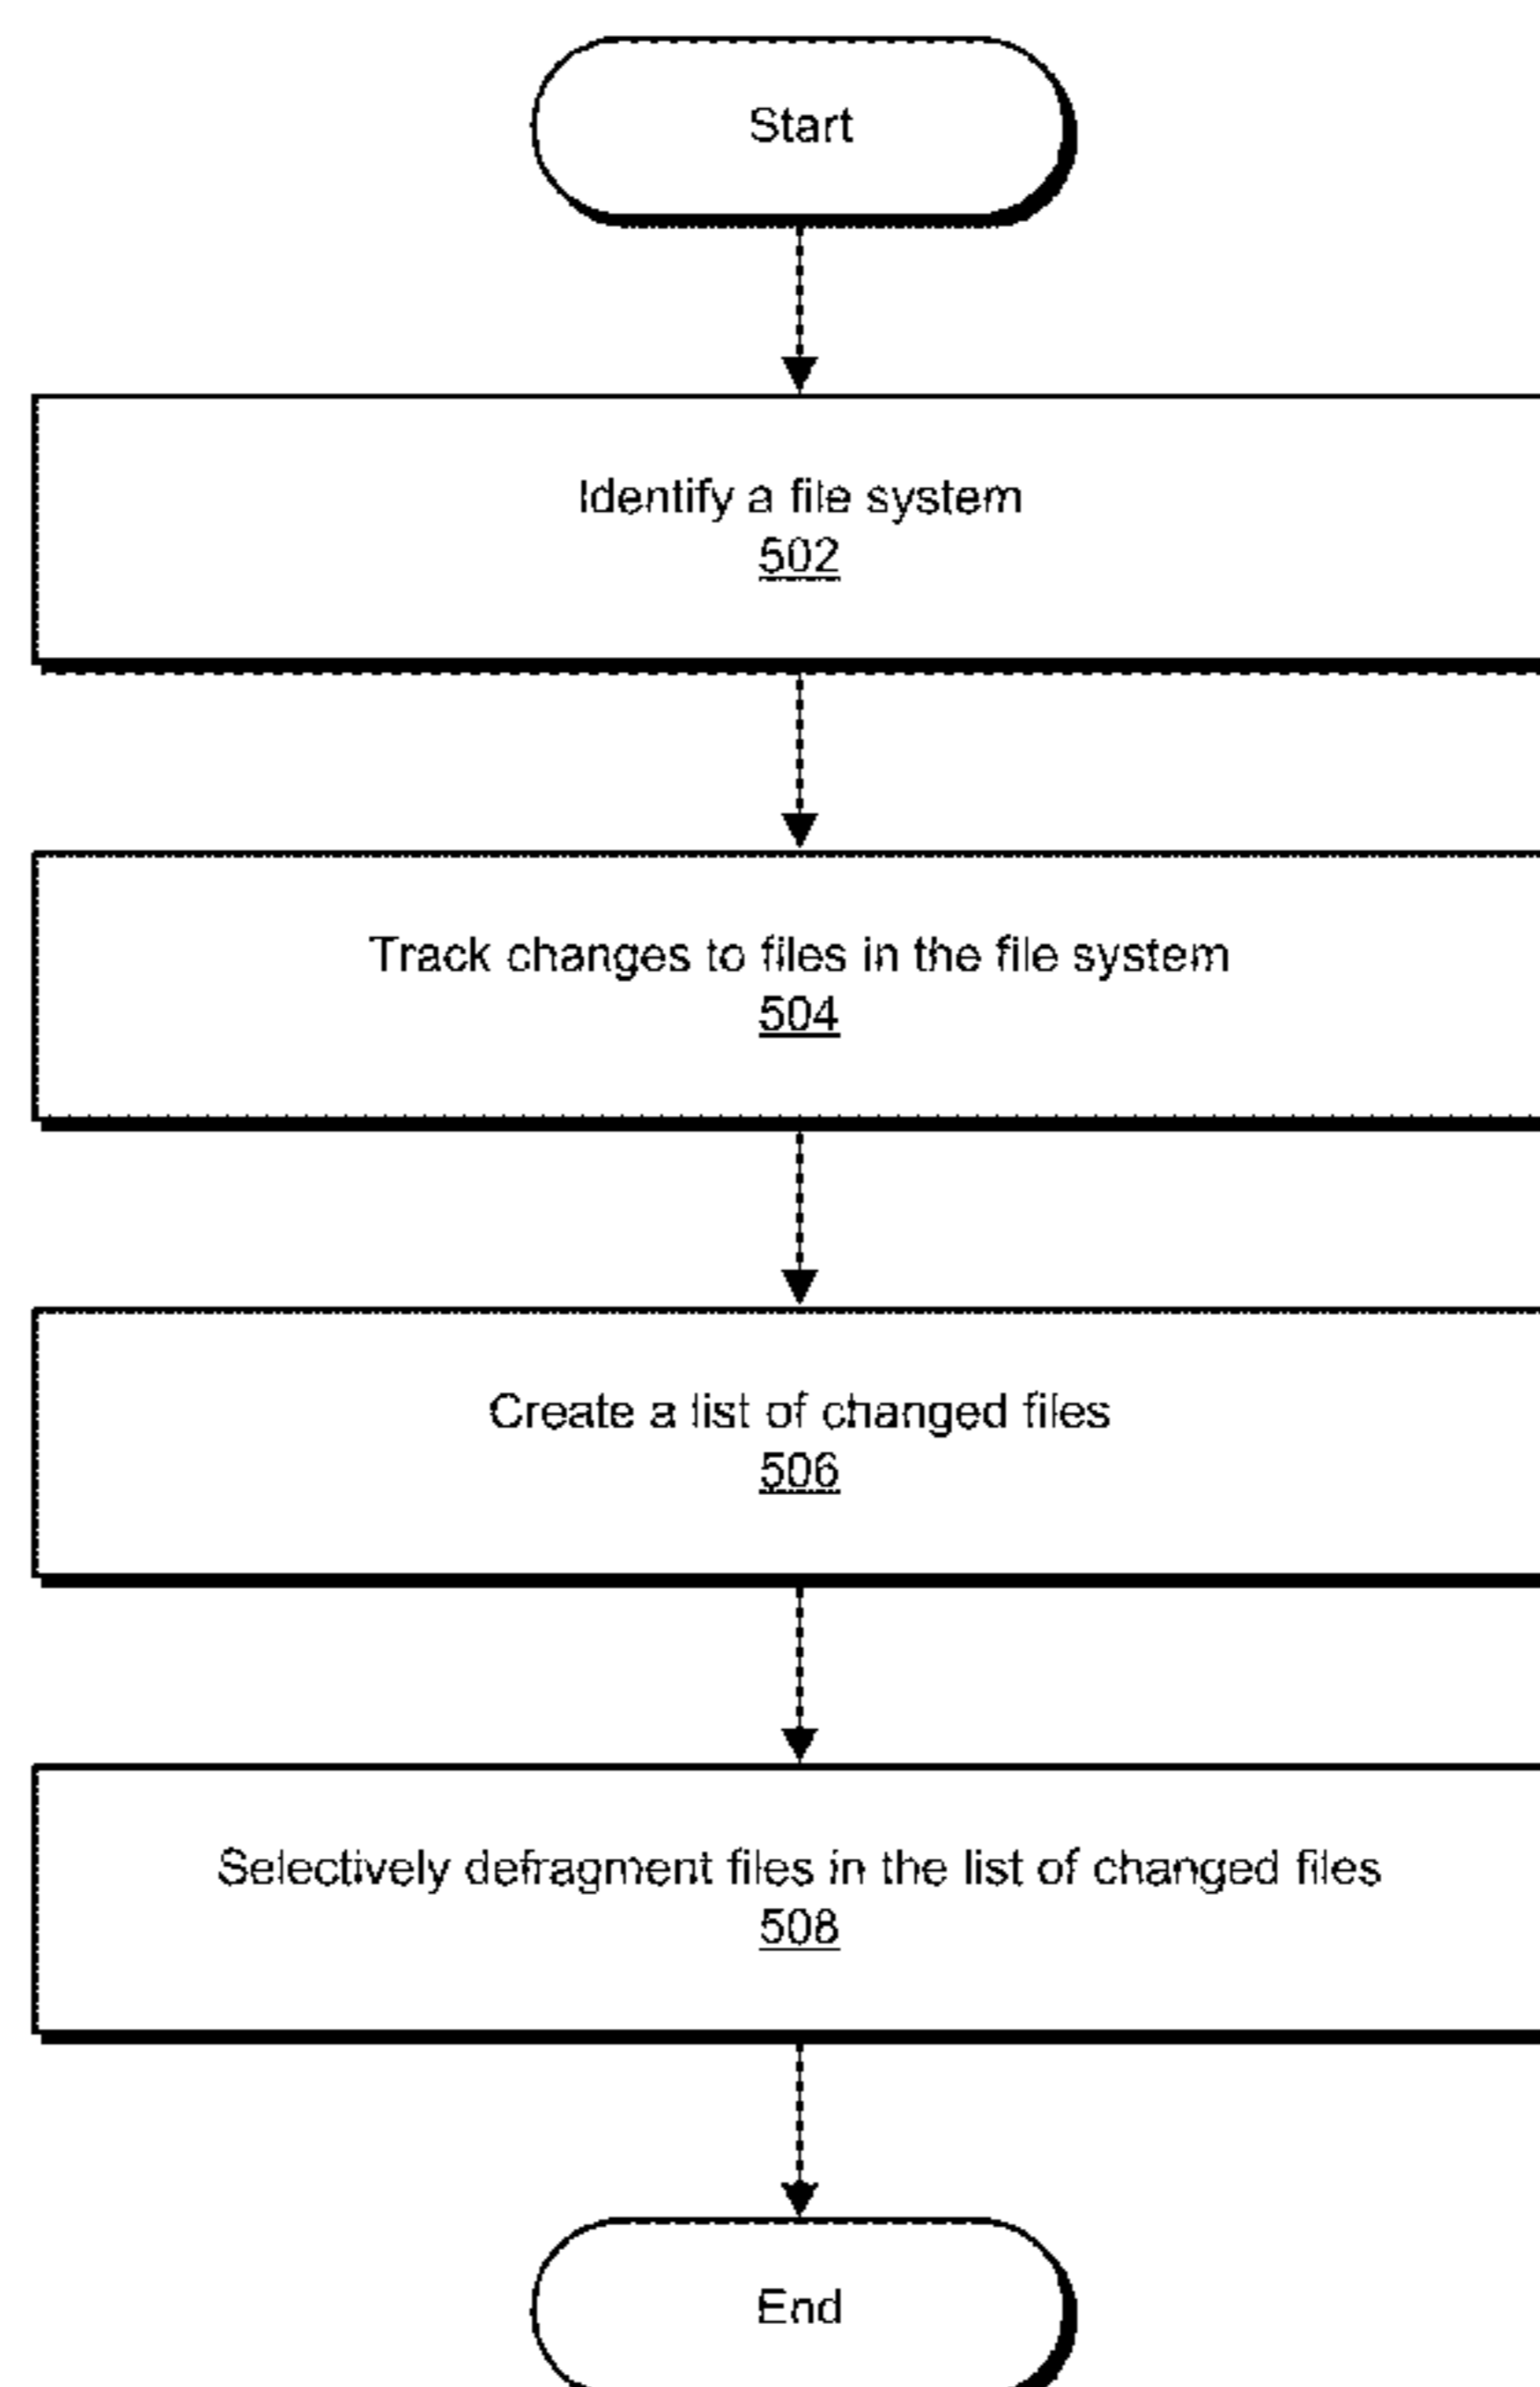 Start
Identify a file system
502
Track changes to files in the file system
504
Create a list of changed files
506
Selectively defragment files in the list of changed files
508
End